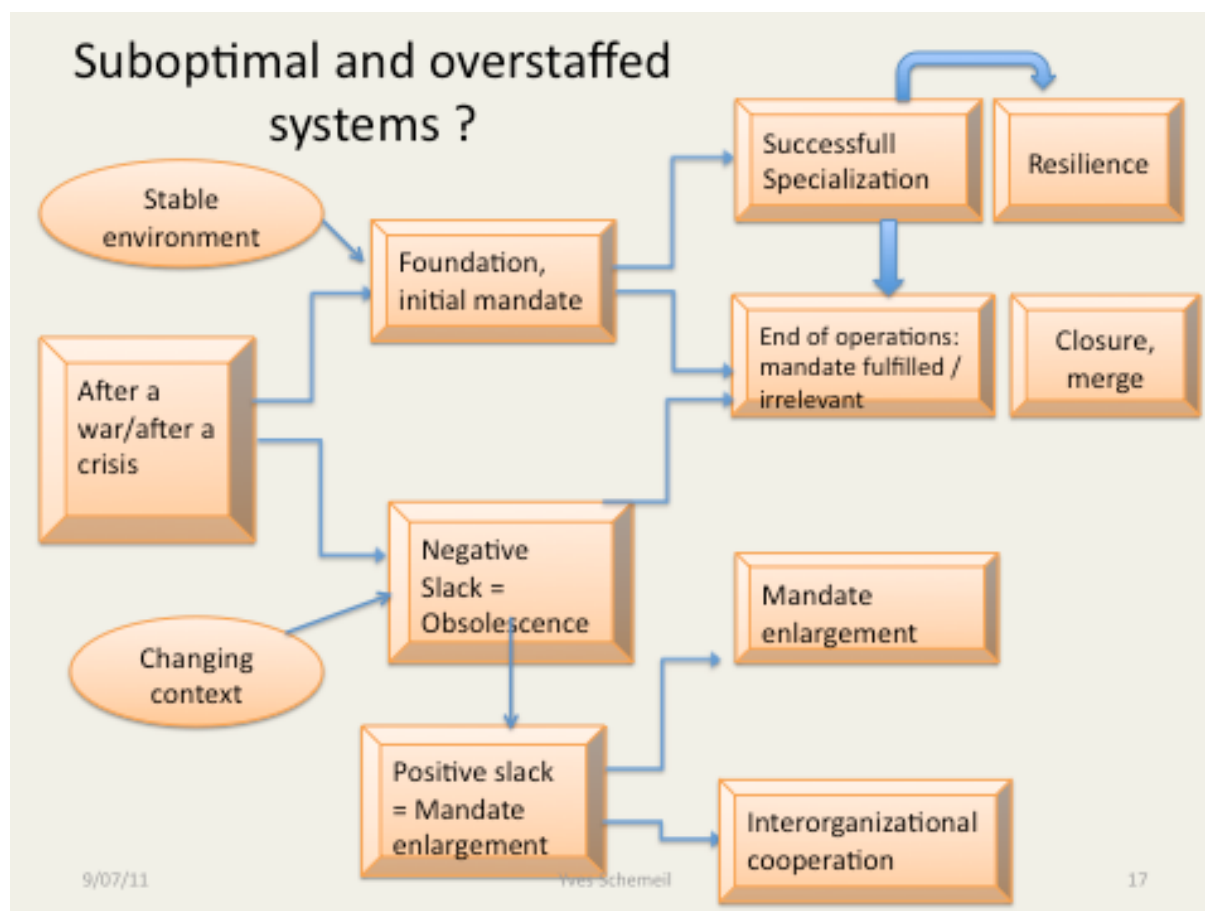 Suboptimal and overstaffed
systems ?
Stable
environment
Foundation,
initial mandate
Successfull
Specialization
Resilience
After a
war/after a
crisis
End of operations:
mandate fulfilled /
irrelevant
Closure,
merge
Negative
Slack =
Obsolescence
Changing
context
Mandate
enlargement
Positive slack
= Mandate
enlargement
Interorganizational
cooperation
9/07/11
Yves Schemeil
17